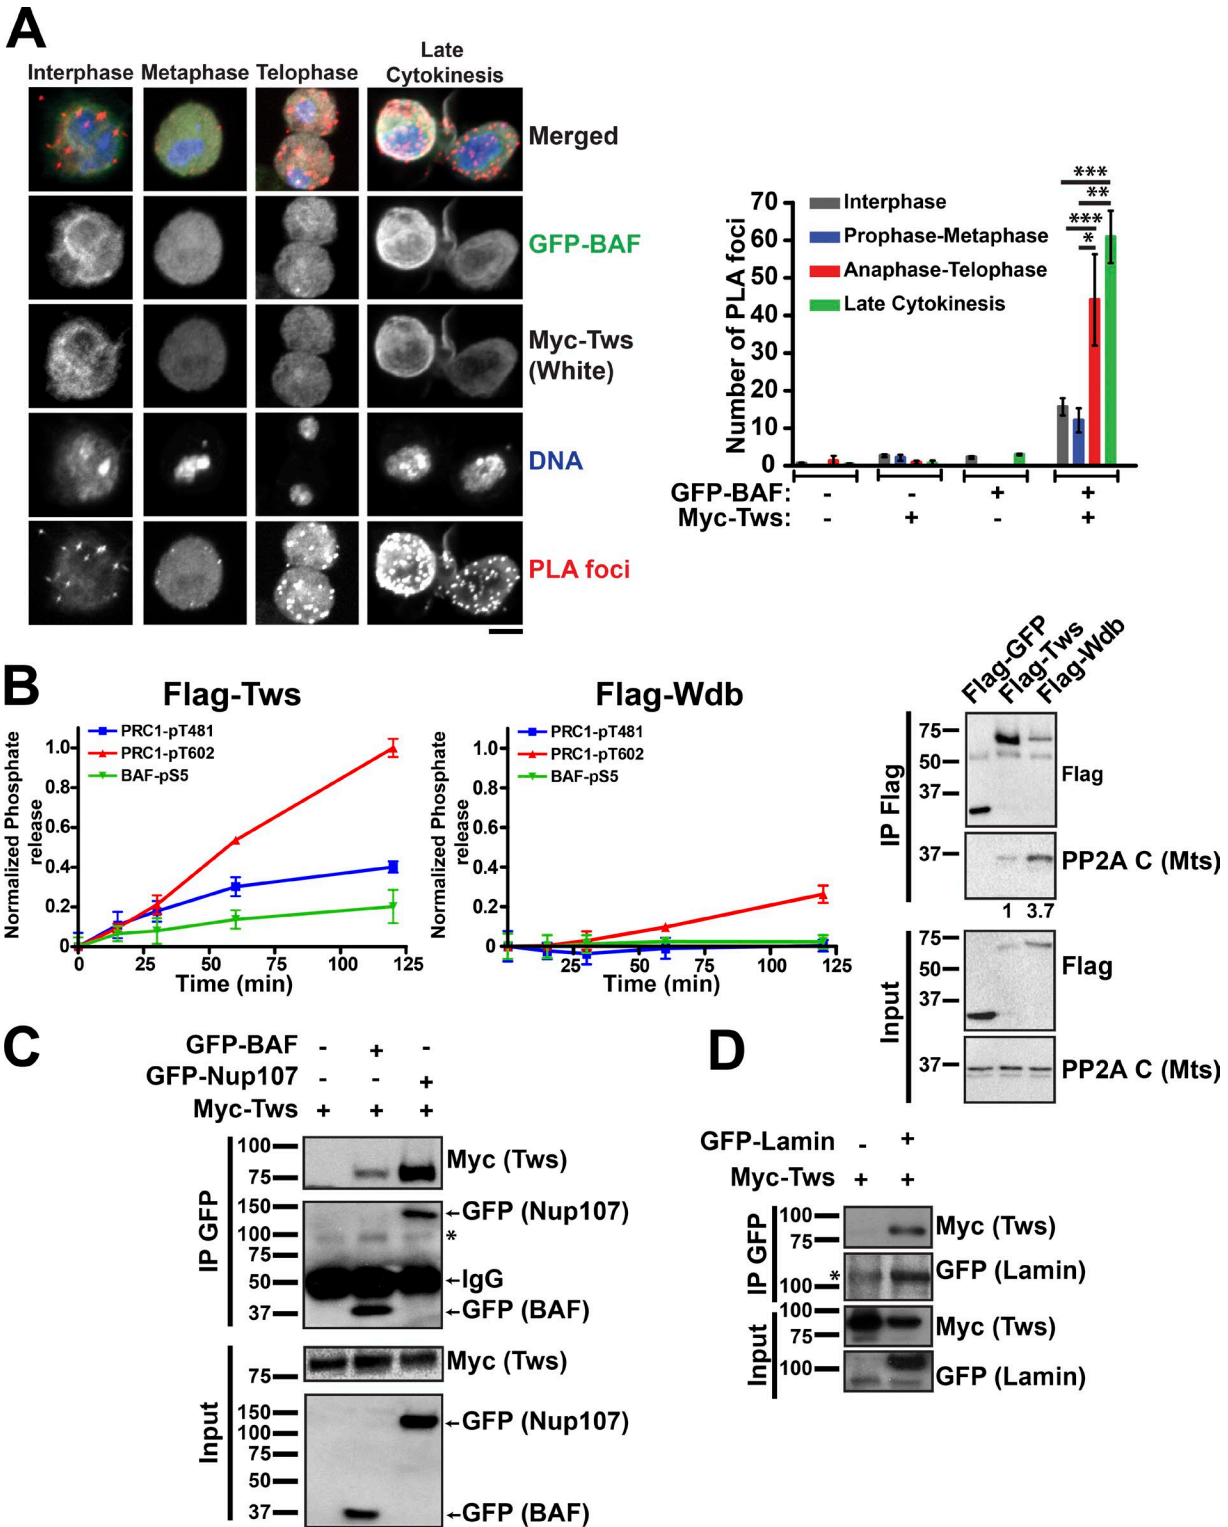 A
Interphase Metaphase Telophase Late Cytokinesis
Merged
GFP-BAF
Myc-Tws
(White)
DNA
PLA foci
Number of PLA foci
70
60
50
40
30
20
10
0
Interphase
Prophase-Metaphase
Anaphase-Telophase
Late Cytokinesis
***
**
***
*
GFP-BAF: - - + +
Myc-Tws: - + - +
B
Flag-Tws
Normalized Phosphate
release
1.0
0.8
0.6
0.4
0.2
0
PRC1-pT481
PRC1-pT602
BAF-pS5
0 25 50 75 100 125
Time (min)
Flag-Wdb
Normalized Phosphate
release
1.0
0.8
0.6
0.4
0.2
0
PRC1-pT481
PRC1-pT602
BAF-pS5
25 50 75 100 125
Time (min)
Flag-GFP
Flag-Tws
Flag-Wdb
IP Flag
75
50
37
Flag
37
PP2A C (Mts)
1 3.7
Input
75
50
37
Flag
37
PP2A C (Mts)
C
GFP-BAF - + -
GFP-Nup107 - - +
Myc-Tws + + +
IP GFP
100
75
Myc (Tws)
150
100
75
50
37
←GFP (Nup107)
*
←IgG
←GFP (BAF)
Input
75
Myc (Tws)
150
100
75
50
37
←GFP (Nup107)
←GFP (BAF)
D
GFP-Lamin - +
Myc-Tws + +
IP GFP
100
75
Myc (Tws)
*
100
GFP (Lamin)
Input
100
75
Myc (Tws)
100
GFP (Lamin)